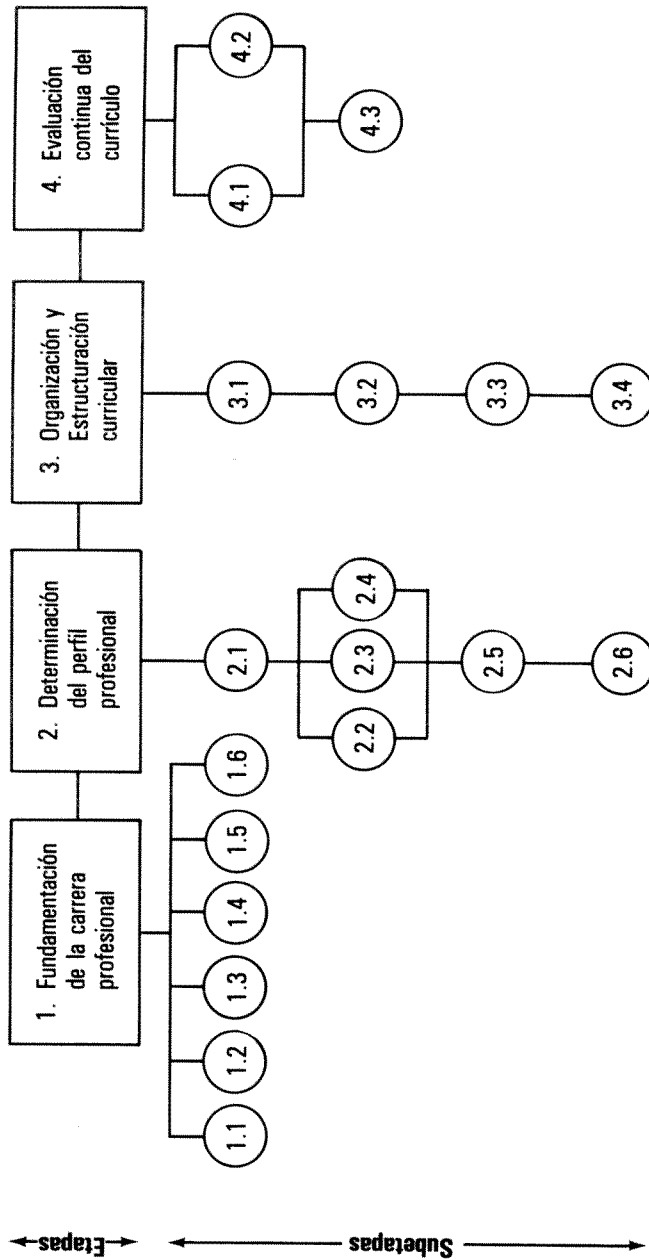 Etapas
1. Fundamentación
de la carrera
profesional
2. Determinación
del perfil
profesional
3. Organización y
Estructuración
curricular
4. Evaluación
continua del
currículo
Subetapas
1.1
1.2
1.3
1.4
1.5
1.6
2.1
2.2
2.3
2.4
2.5
2.6
3.1
3.2
3.3
3.4
4.1
4.2
4.3